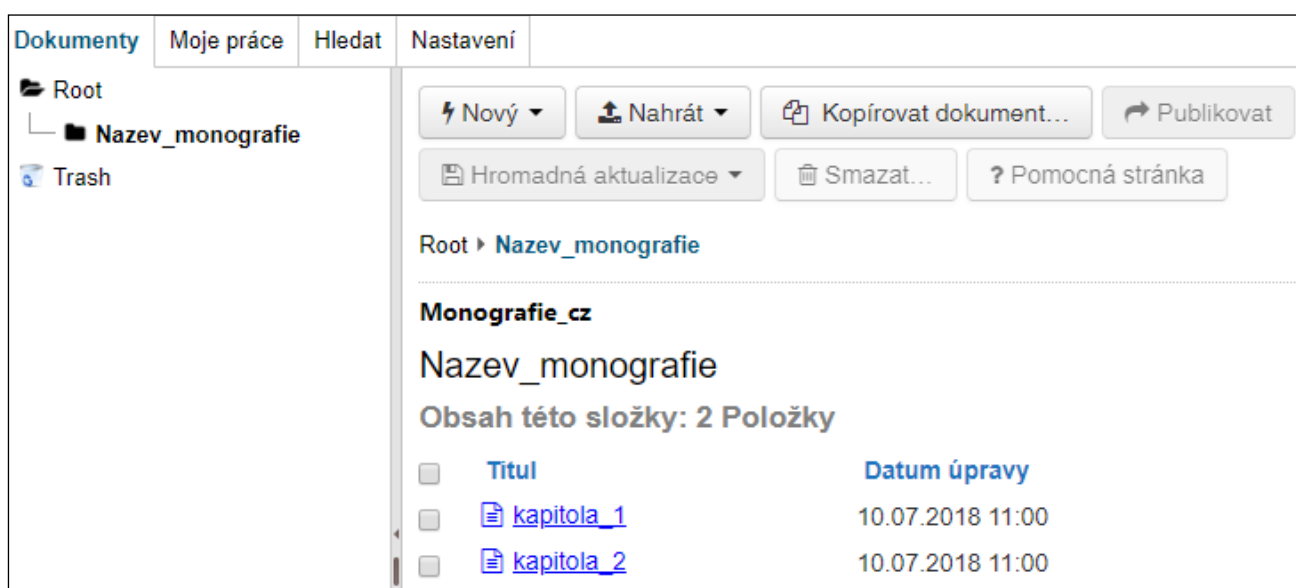 Dokumenty Moje práce Hledat Nastavení
Root
Nazev_monografie
Trash
Nový Nahrát Kopírovat dokument... Publikovat
Hromadná aktualizace Smazat... ? Pomocná stránka
Root Nazev_monografie
Monografie_cz
Nazev_monografie
Obsah této složky: 2 Položky
Titul Datum úpravy
kapitola_1 10.07.2018 11:00
kapitola_2 10.07.2018 11:00